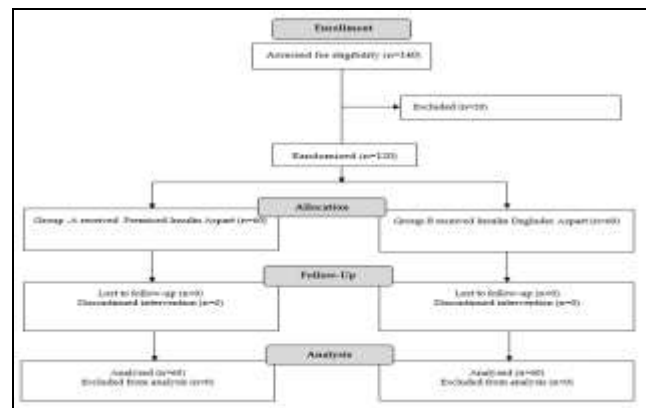 Enrollment
Assessed for eligibility (n=140)
Excluded (n=20)
Randomized (n=120)
Allocation
Group -A received Premixed Insulin Aspart (n=60)
Group B received Insulin Degludec Aspart (n=60)
Follow-Up
Lost to follow-up (n=0)
Discontinued intervention (n=0)
Lost to follow-up (n=0)
Discontinued intervention (n=0)
Analysis
Analysed (n=60)
Excluded from analysis (n=0)
Analysed (n=60)
Excluded from analysis (n=0)